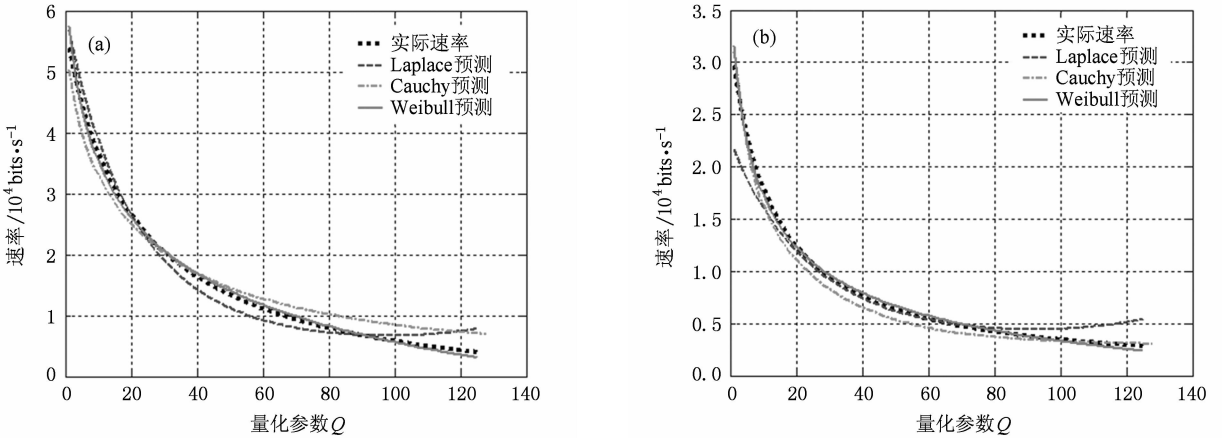 6
5
4
3
2
1
0
速率/10⁴bits•s⁻¹
(a)
实际速率
Laplace预测
Cauchy预测
Weibull预测
0 20 40 60 80 100 120 140
量化参数Q
3.5
3.0
2.5
2.0
1.5
1.0
0.5
0.0
速率/10⁴bits•s⁻¹
(b)
实际速率
Laplace预测
Cauchy预测
Weibull预测
0 20 40 60 80 100 120 140
量化参数Q